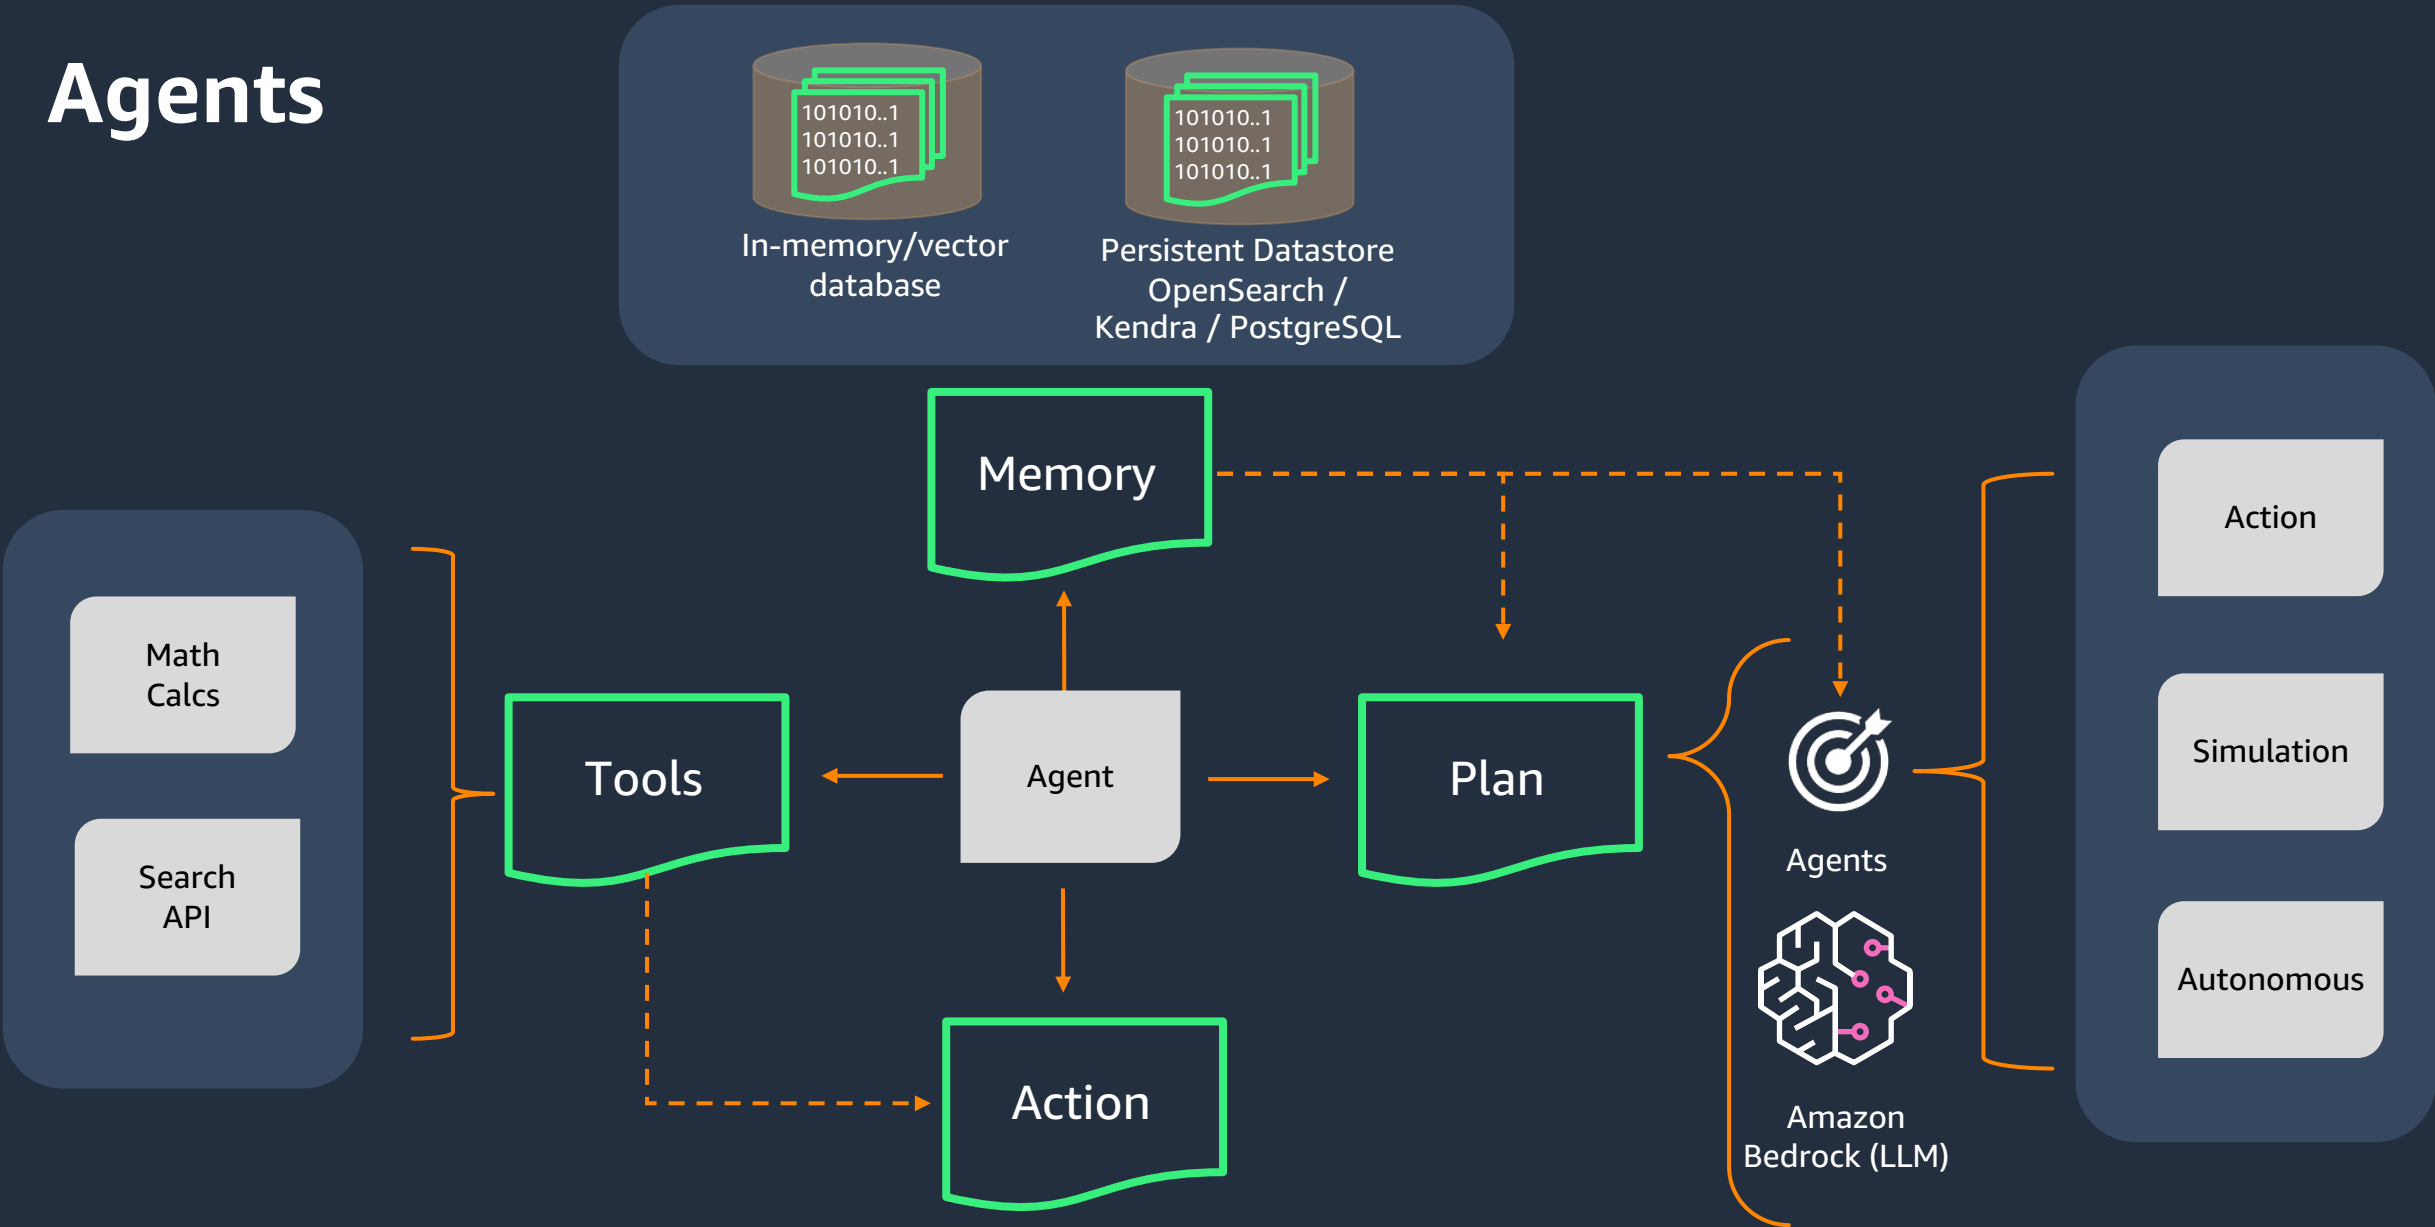 Agents
101010..1
101010..1
101010..1
101010..1
101010..1
101010..1
In-memory/vector
database
Persistent Datastore
OpenSearch /
Kendra / PostgreSQL
Memory
Math
Calcs
Search
API
Tools
Agent
Plan
Action
Agents
Amazon
Bedrock (LLM)
Action
Simulation
Autonomous